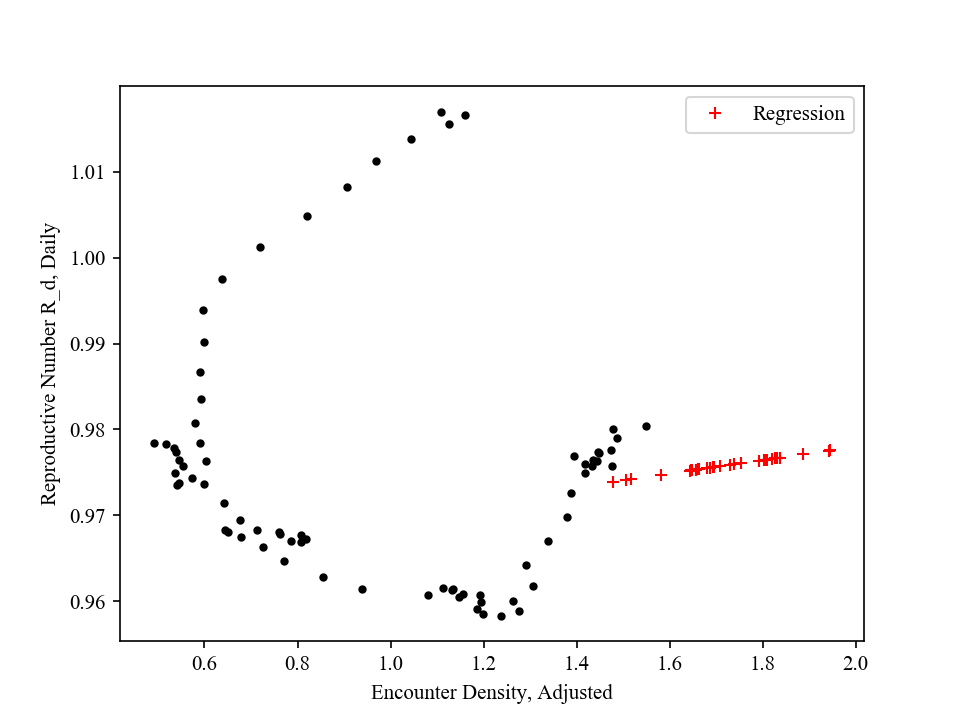 Regression
1.01
1.00
0.99
0.98
0.97
0.96
Reproductive Number R_d, Daily
0.6 0.8 1.0 1.2 1.4 1.6 1.8 2.0
Encounter Density, Adjusted